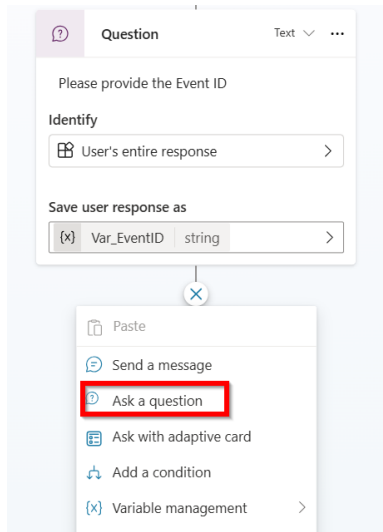 Question Text
Please provide the Event ID
Identify
User's entire response
Save user response as
{x} Var_EventID string
Paste
Send a message
Ask a question
Ask with adaptive card
Add a condition
{x} Variable management